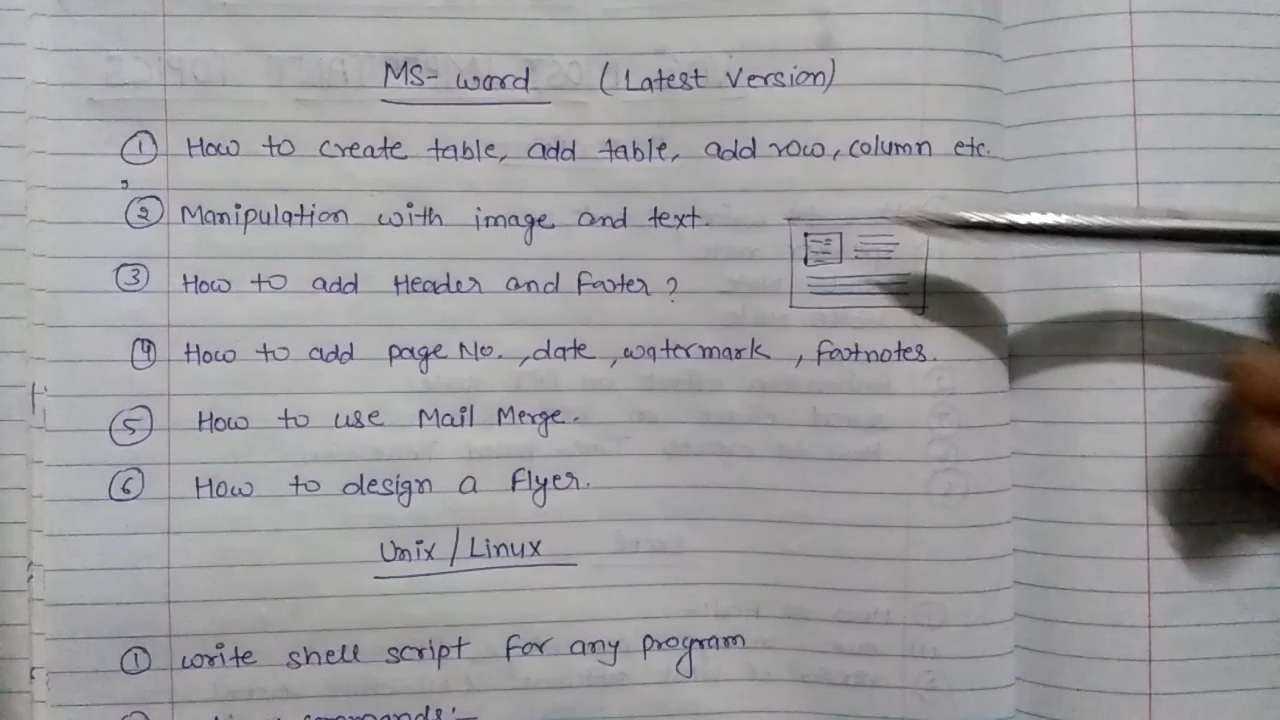 MS-Word (Latest Version)
① How to create table, add table, add row, column etc.
② Manipulation with image and text.
③ How to add Header and Footer?
④ How to add page No., date, watermark, Footnotes.
⑤ How to use Mail Merge.
⑥ How to design a Flyer.
Unix/Linux
① write shell script for any program
commands:-